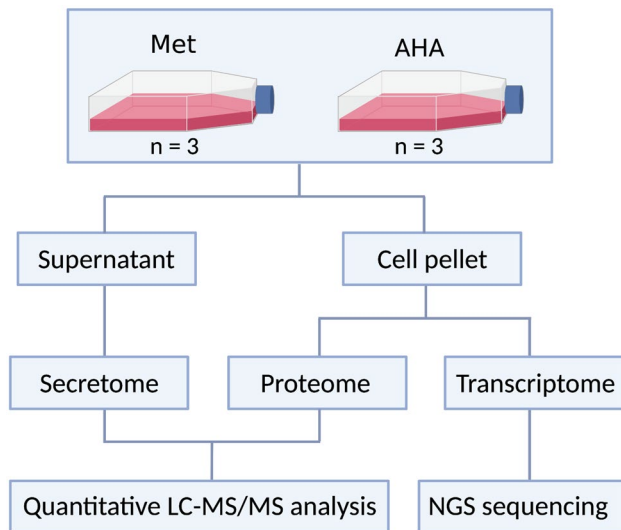 Met
AHA
n = 3
n = 3
Supernatant
Cell pellet
Secretome
Proteome
Transcriptome
Quantitative LC-MS/MS analysis
NGS sequencing